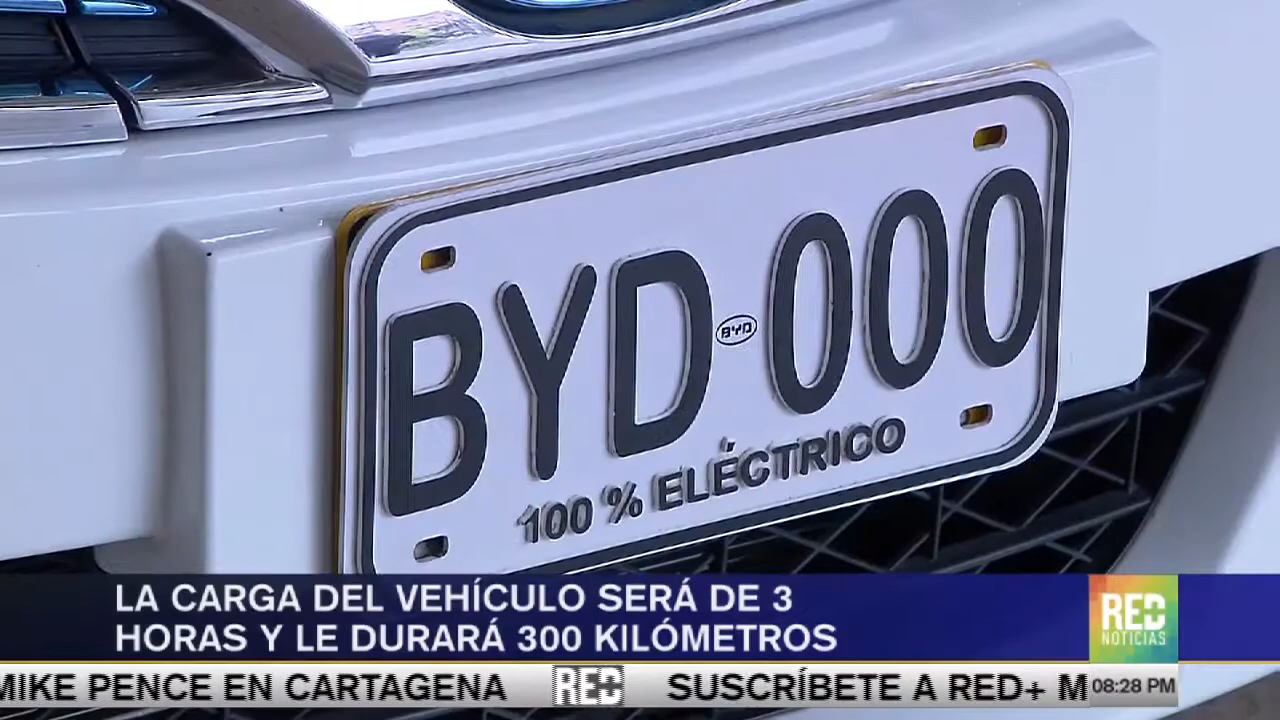 BYD BYD 000
100 % ELÉCTRICO
LA CARGA DEL VEHÍCULO SERÁ DE 3
HORAS Y LE DURARÁ 300 KILÓMETROS
RED
NOTICIAS
MIKE PENCE EN CARTAGENA RED SUSCRÍBETE A RED+ M 08:28 PM